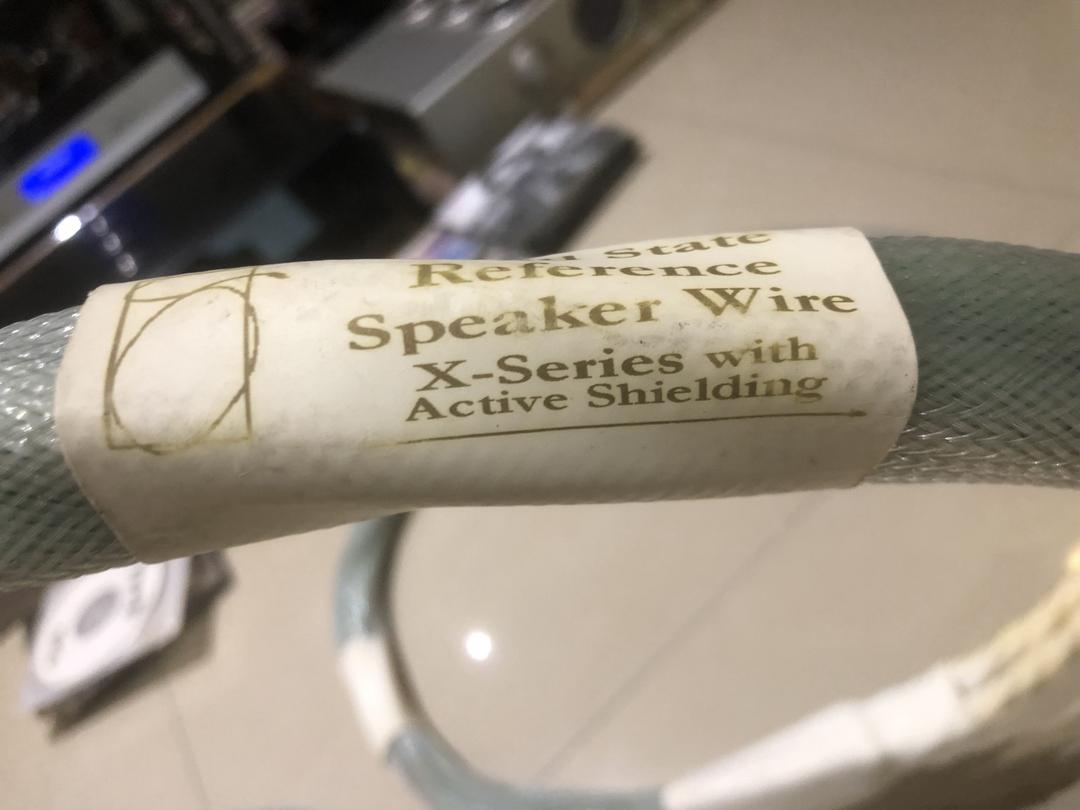 State
Reference
Speaker Wire
X-Series with
Active Shielding